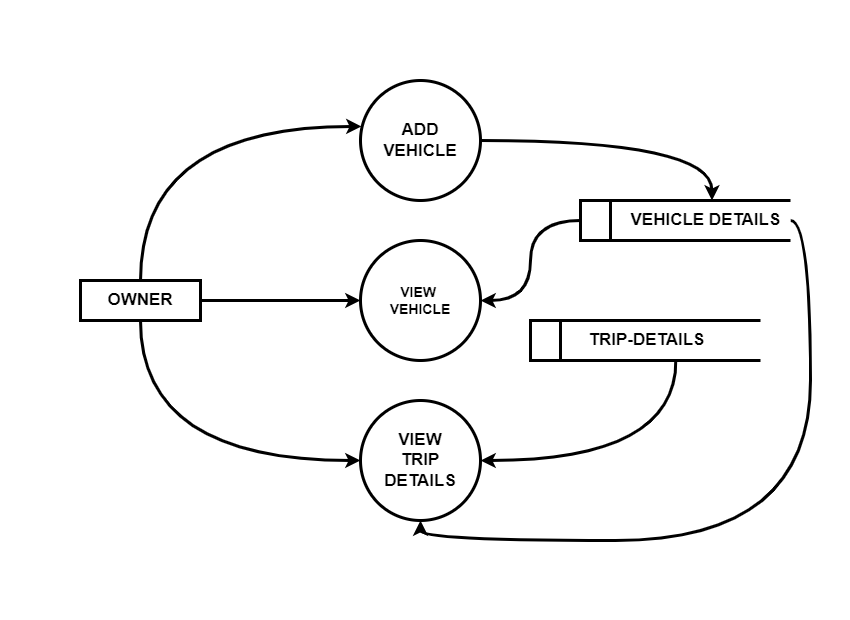 ADD
VEHICLE
VEHICLE DETAILS
OWNER
VIEW
VEHICLE
TRIP-DETAILS
VIEW
TRIP
DETAILS